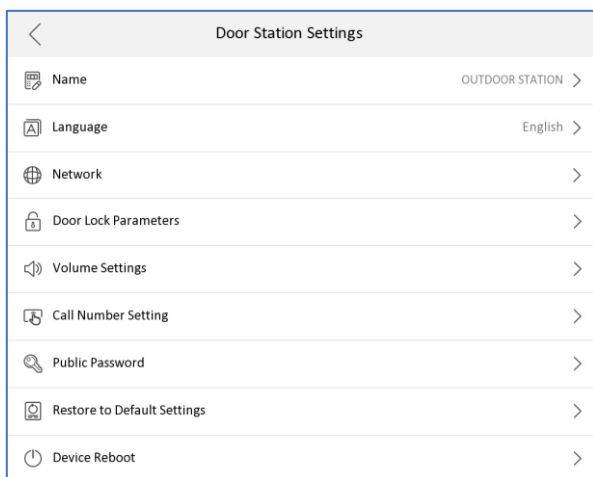 Door Station Settings
Name OUTDOOR STATION
Language English
Network
Door Lock Parameters
Volume Settings
Call Number Setting
Public Password
Restore to Default Settings
Device Reboot